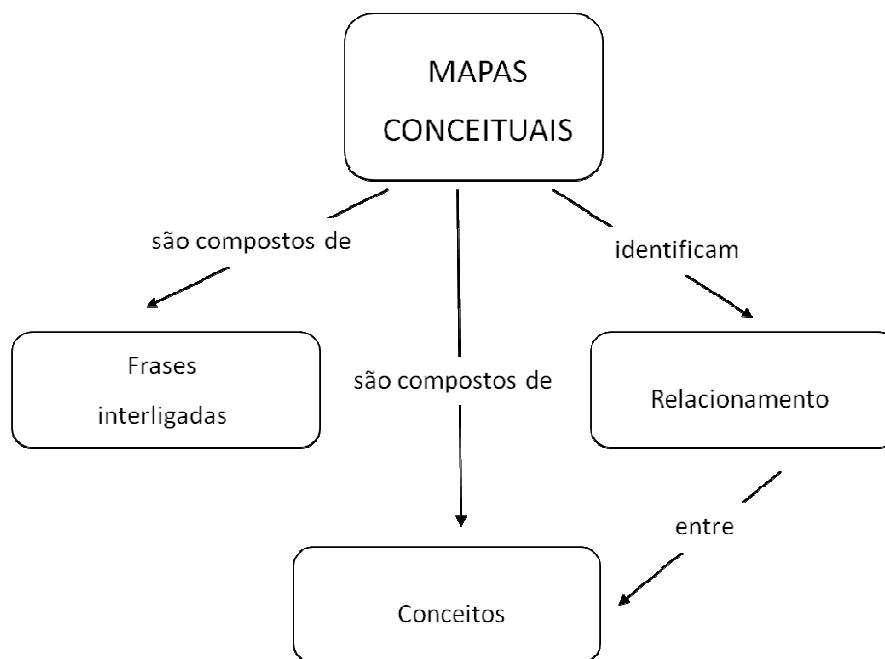 MAPAS
CONCEITUAIS
são compostos de
identificam
Frases
interligadas
são compostos de
Relacionamento
entre
Conceitos